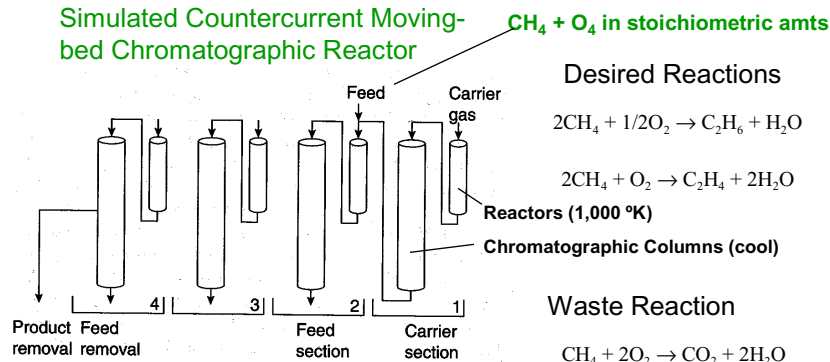 Simulated Countercurrent Moving-
bed Chromatographic Reactor
CH₄ + O₄ in stoichiometric amts
Desired Reactions
Feed
Carrier
gas
2CH₄ + 1/2O₂ → C₂H₆ + H₂O
2CH₄ + O₂ → C₂H₄ + 2H₂O
Reactors (1,000 ºK)
Chromatographic Columns (cool)
4
3
2
1
Product
removal
Feed
removal
Feed
section
Carrier
section
Waste Reaction
CH₄ + 2O₂ → CO₂ + 2H₂O